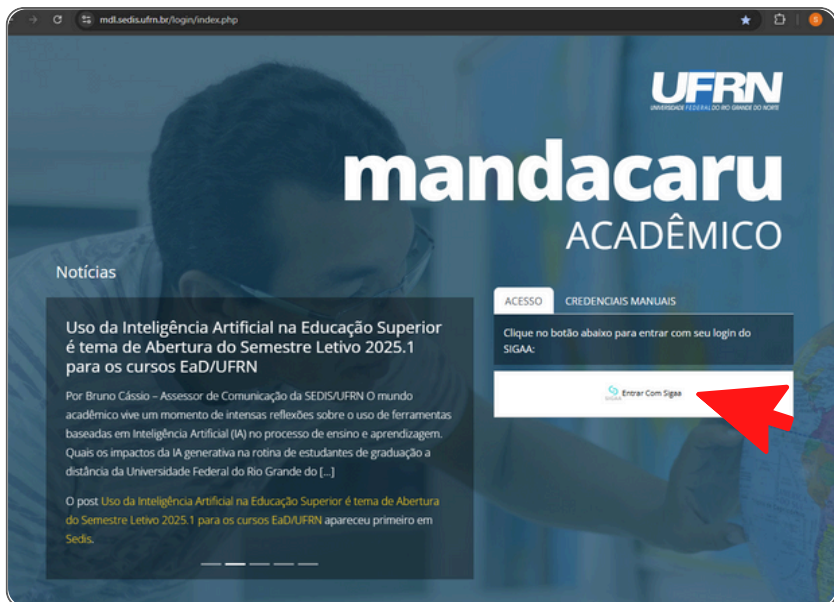 mdl.sedis.ufrn.br/login/index.php
UFRN
UNIVERSIDADE FEDERAL DO RIO GRANDE DO NORTE
mandacaru
ACADÊMICO
Notícias
Uso da Inteligência Artificial na Educação Superior
é tema de Abertura do Semestre Letivo 2025.1
para os cursos EaD/UFRN
Por Bruno Cássio – Assessor de Comunicação da SEDIS/UFRN O mundo
acadêmico vive um momento de intensas reflexões sobre o uso de ferramentas
baseadas em Inteligência Artificial (IA) no processo de ensino e aprendizagem.
Quais os impactos da IA generativa na rotina de estudantes de graduação a
distância da Universidade Federal do Rio Grande do [...]
O post Uso da Inteligência Artificial na Educação Superior é tema de Abertura
do Semestre Letivo 2025.1 para os cursos EaD/UFRN apareceu primeiro em
Sedis.
ACESSO CREDENCIAIS MANUAIS
Clique no botão abaixo para entrar com seu login do
SIGAA:
SIGAA Entrar Com Sigaa